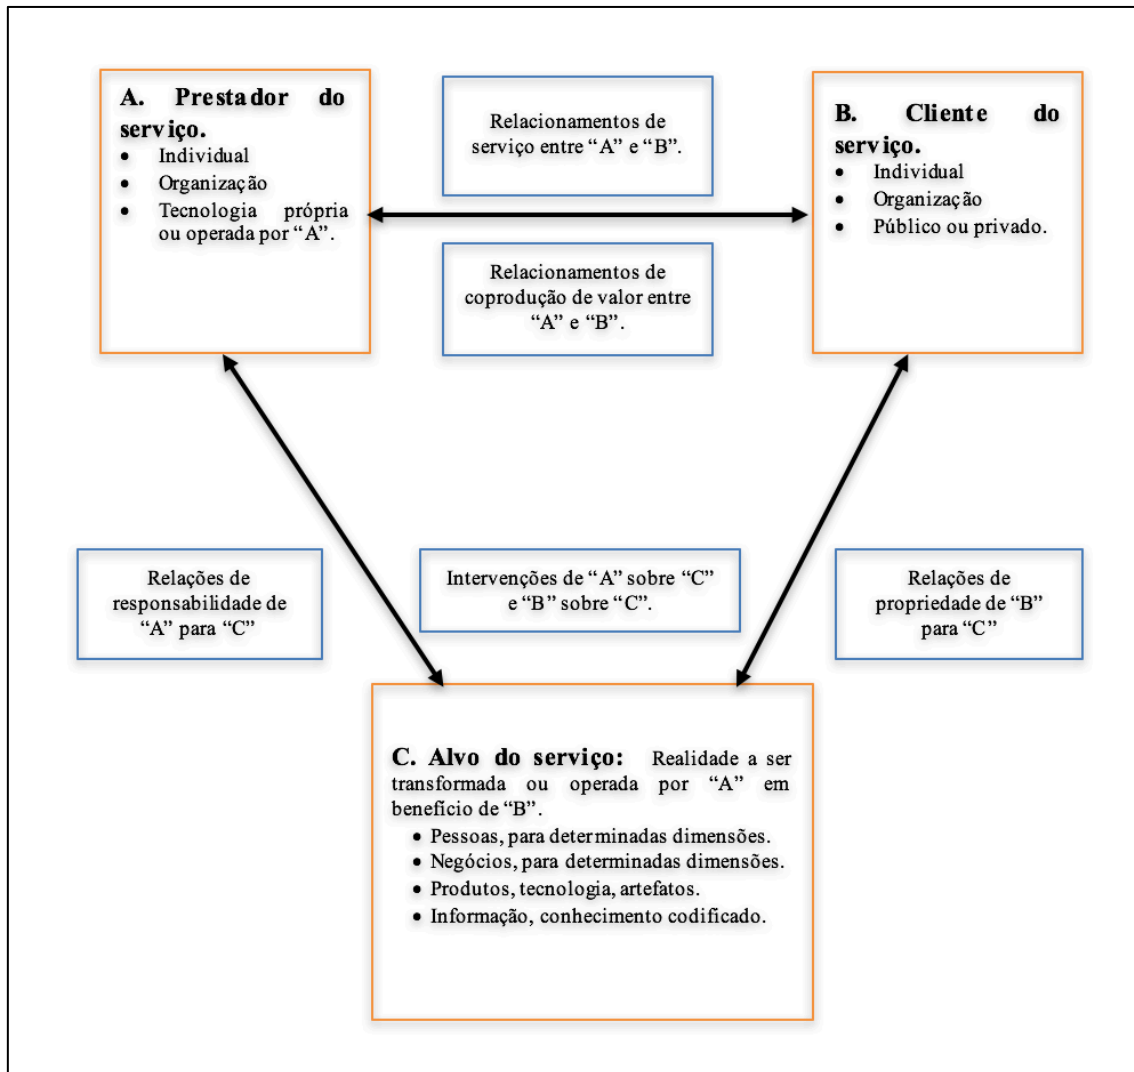 A. Prestador do
serviço.
• Individual
• Organização
• Tecnologia própria
ou operada por “A”.
Relacionamentos de
serviço entre “A” e “B”.
Relacionamentos de
coprodução de valor entre
“A” e “B”.
B. Cliente do
serviço.
• Individual
• Organização
• Público ou privado.
Relações de
responsabilidade de
“A” para “C”
Intervenções de “A” sobre “C”
e “B” sobre “C”.
Relações de
propriedade de “B”
para “C”
C. Alvo do serviço: Realidade a ser
transformada ou operada por “A” em
benefício de “B”.
• Pessoas, para determinadas dimensões.
• Negócios, para determinadas dimensões.
• Produtos, tecnologia, artefatos.
• Informação, conhecimento codificado.